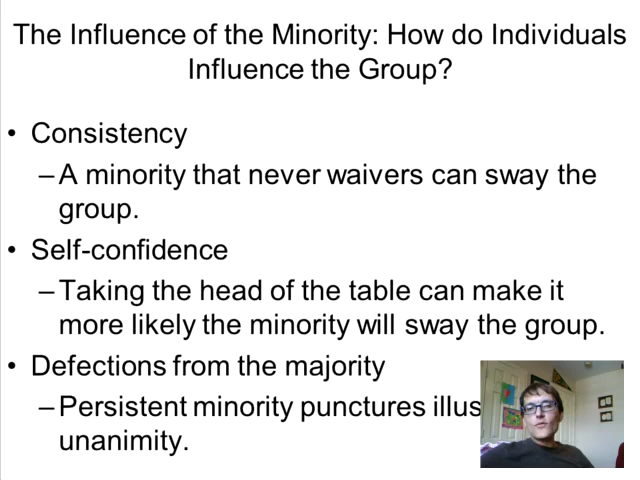 The Influence of the Minority: How do Individuals
Influence the Group?
• Consistency
– A minority that never waivers can sway the
group.
• Self-confidence
– Taking the head of the table can make it
more likely the minority will sway the group.
• Defections from the majority
– Persistent minority punctures illus
unanimity.